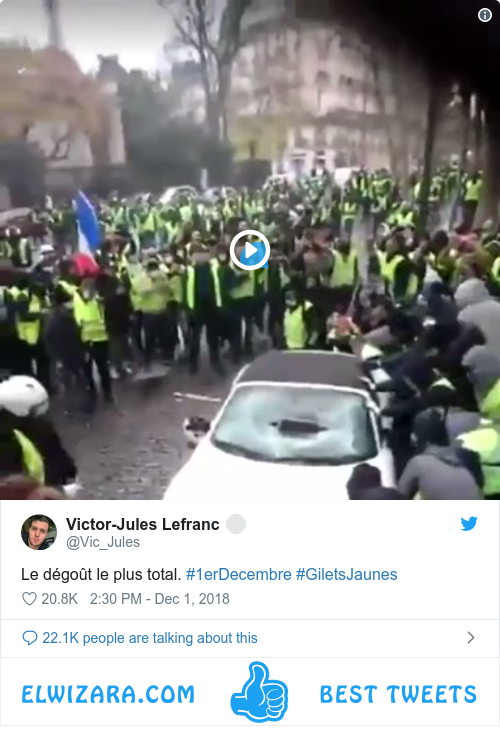 Victor-Jules Lefranc
@Vic_Jules
Le dégoût le plus total. #1erDecembre #GiletsJaunes
20.8K 2:30 PM - Dec 1, 2018
22.1K people are talking about this
ELWIZARA.COM BEST TWEETS